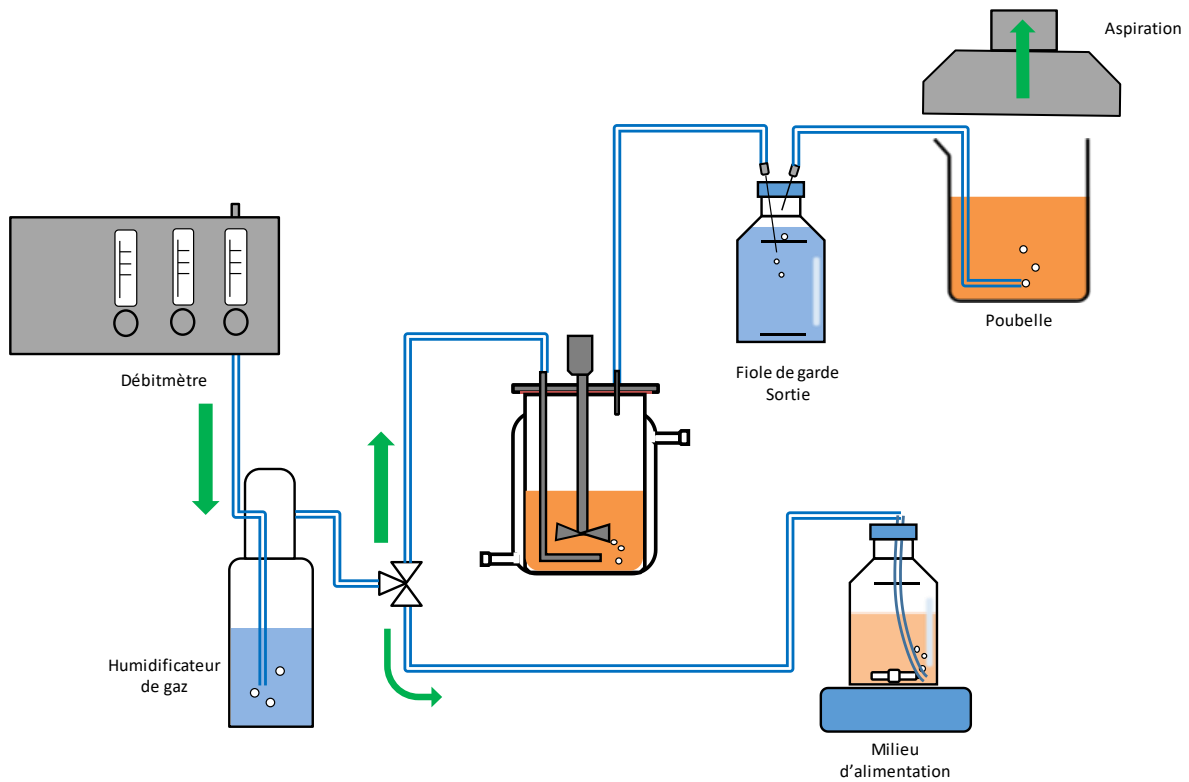 Aspiration
Poubelle
Fiole de garde
Sortie
Débitmètre
Humidificateur
de gaz
Milieu
d'alimentation